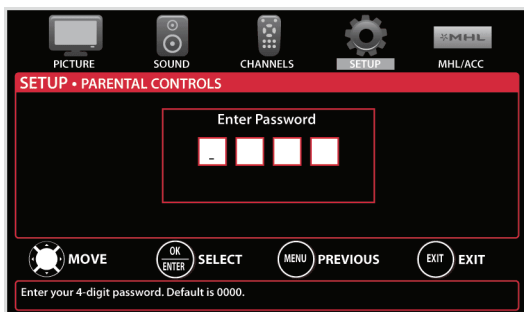 PICTURE SOUND CHANNELS SETUP MHL/ACC
MHL
SETUP • PARENTAL CONTROLS
Enter Password
_
MOVE OK ENTER SELECT MENU PREVIOUS EXIT EXIT
Enter your 4-digit password. Default is 0000.